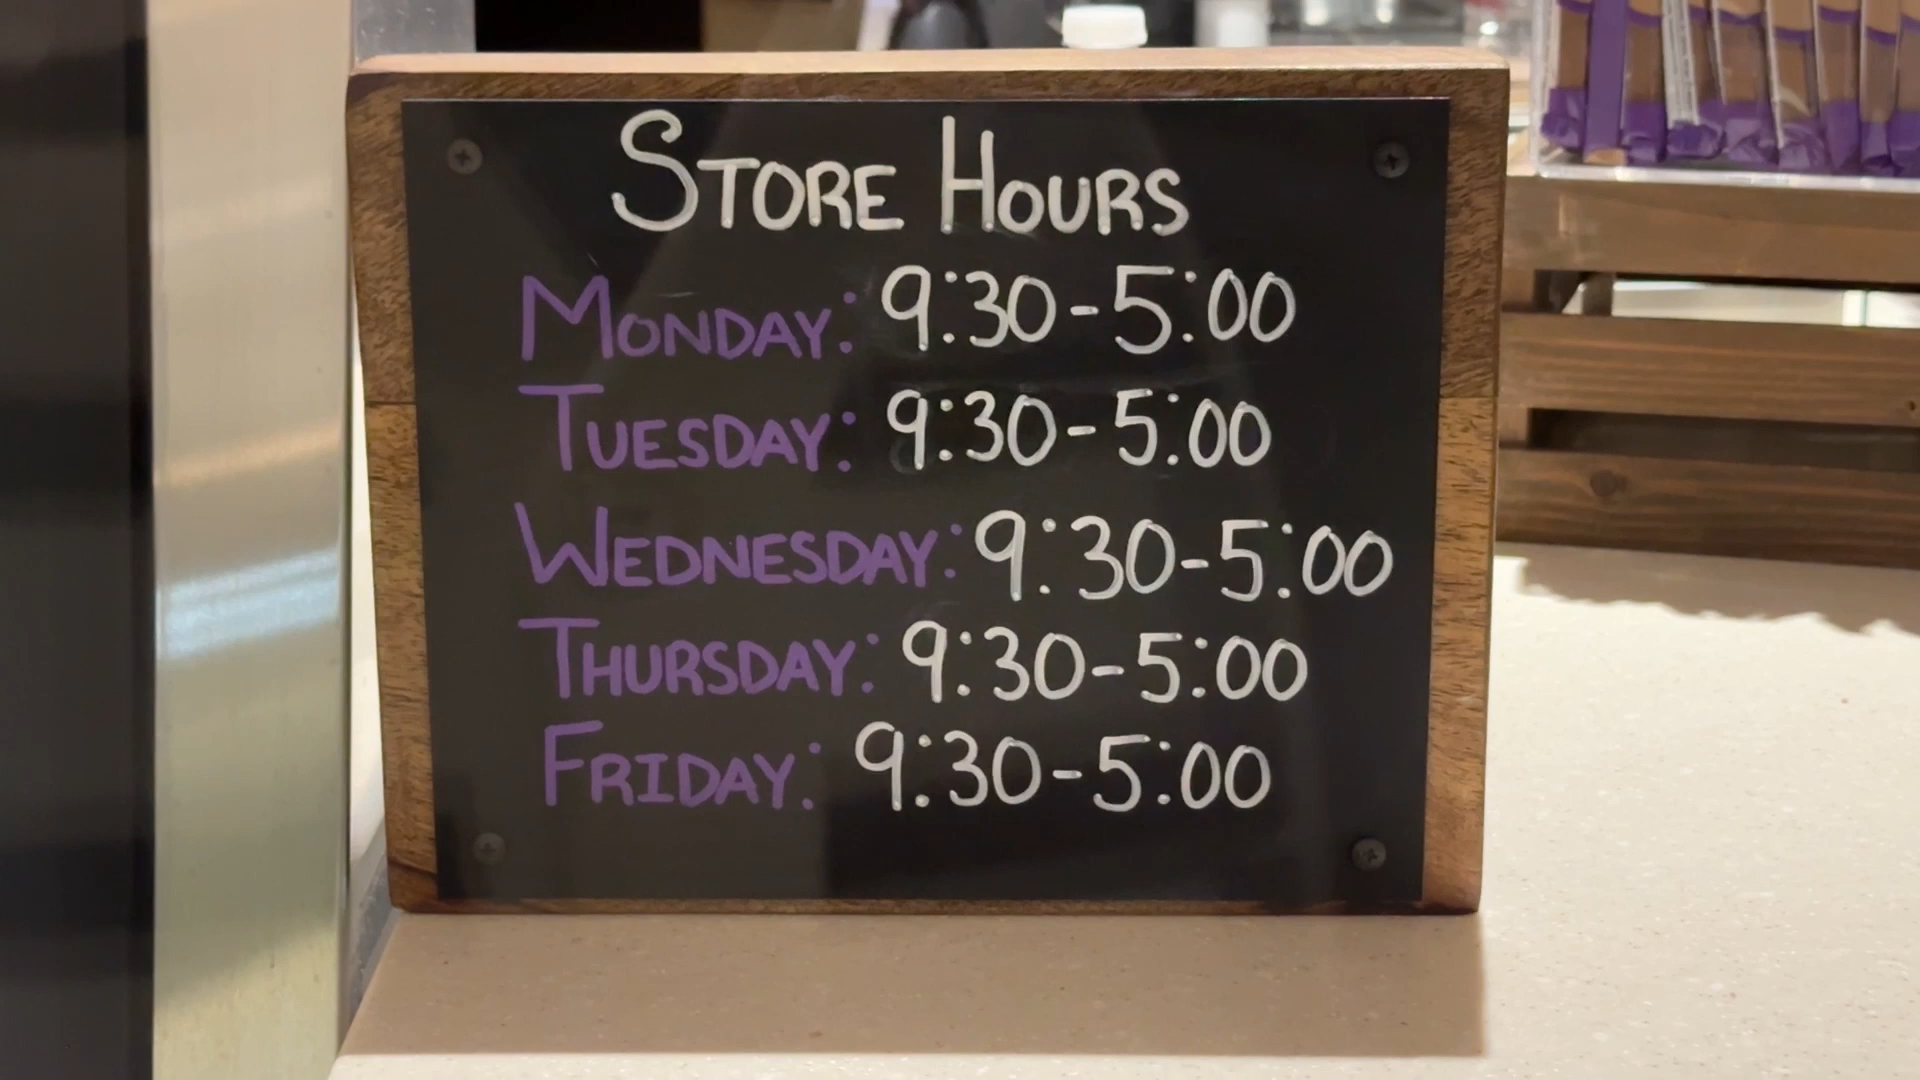 STORE HOURS
MONDAY: 9:30-5:00
TUESDAY: 9:30-5:00
WEDNESDAY: 9:30-5:00
THURSDAY: 9:30-5:00
FRIDAY: 9:30-5:00